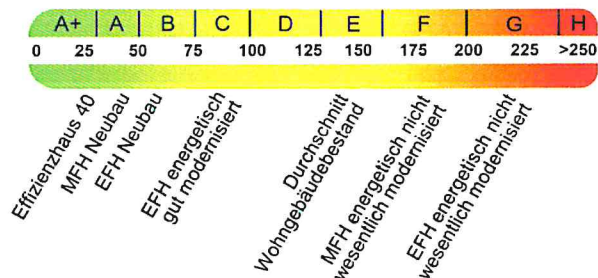 A+ A B C D E F G H
0 25 50 75 100 125 150 175 200 225 >250
Effizienzhaus 40
MFH Neubau
EFH Neubau
EFH energetisch
gut modernisiert
Durchschnitt
Wohngebäudebestand
MFH energetisch nicht
wesentlich modernisiert
EFH energetisch nicht
wesentlich modernisiert